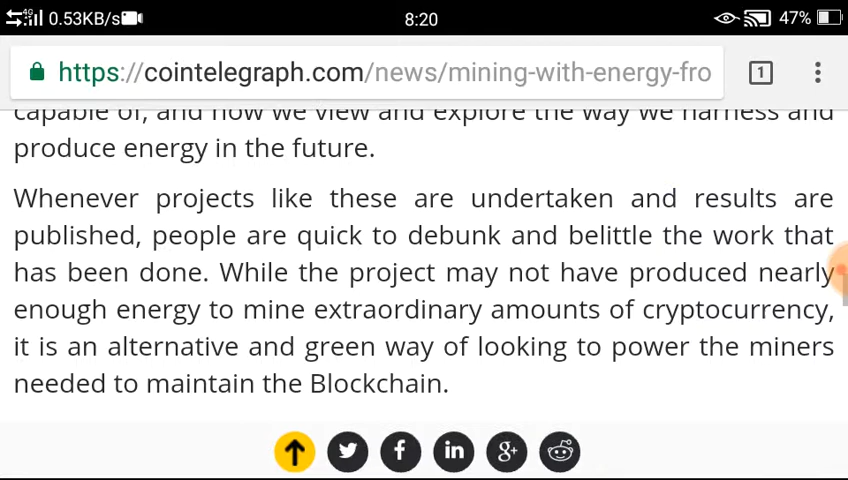 4G 0.53KB/s 8:20 47%
https://cointelegraph.com/news/mining-with-energy-fro 1
capable of, and how we view and explore the way we harness and
produce energy in the future.
Whenever projects like these are undertaken and results are
published, people are quick to debunk and belittle the work that
has been done. While the project may not have produced nearly
enough energy to mine extraordinary amounts of cryptocurrency,
it is an alternative and green way of looking to power the miners
needed to maintain the Blockchain.
f in g+